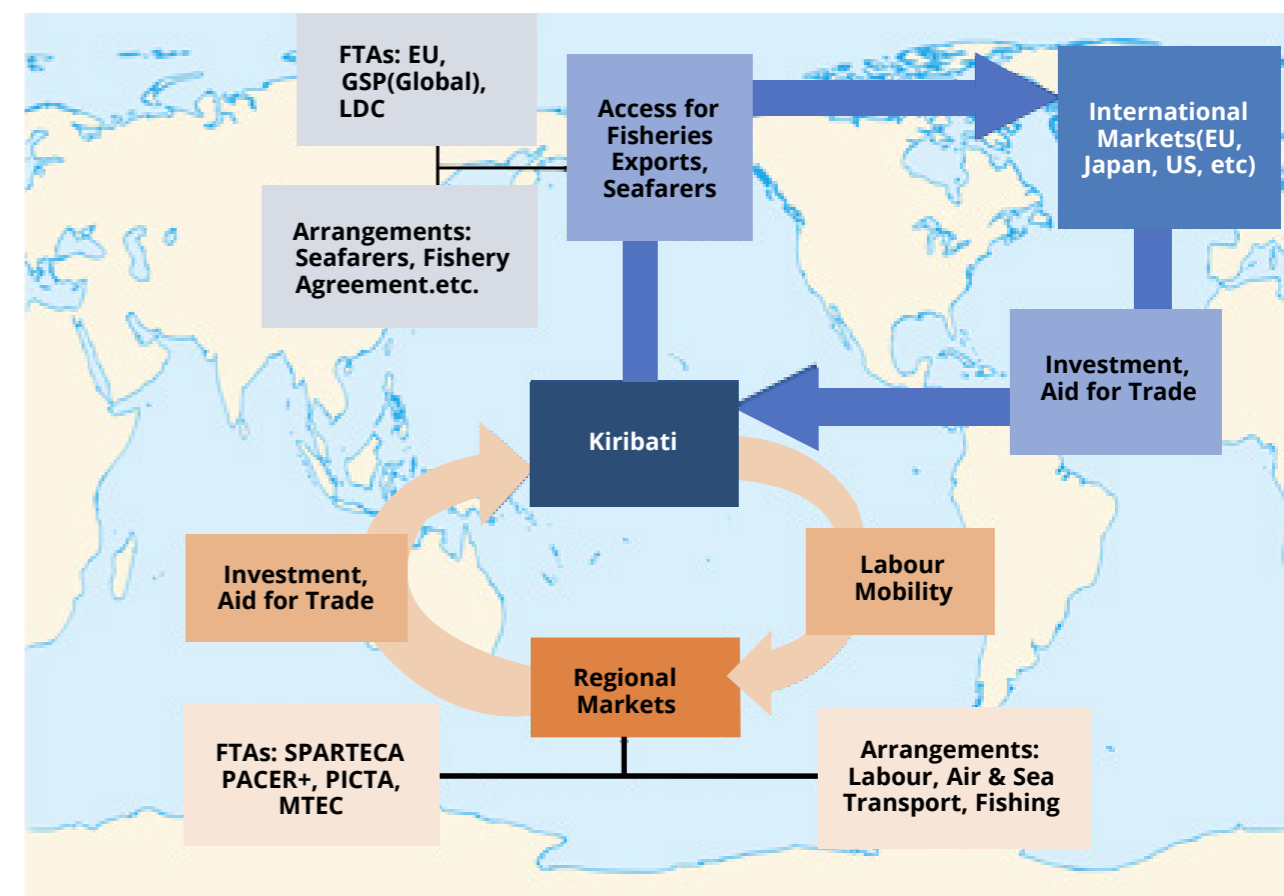 FTAs: EU,
GSP(Global),
LDC
Access for
Fisheries
Exports,
Seafarers
International
Markets(EU,
Japan, US, etc)
Arrangements:
Seafarers, Fishery
Agreement.etc.
Investment,
Aid for Trade
Kiribati
Investment,
Aid for Trade
Labour
Mobility
Regional
Markets
FTAs: SPARTECA
PACER+, PICTA,
MTEC
Arrangements:
Labour, Air & Sea
Transport, Fishing